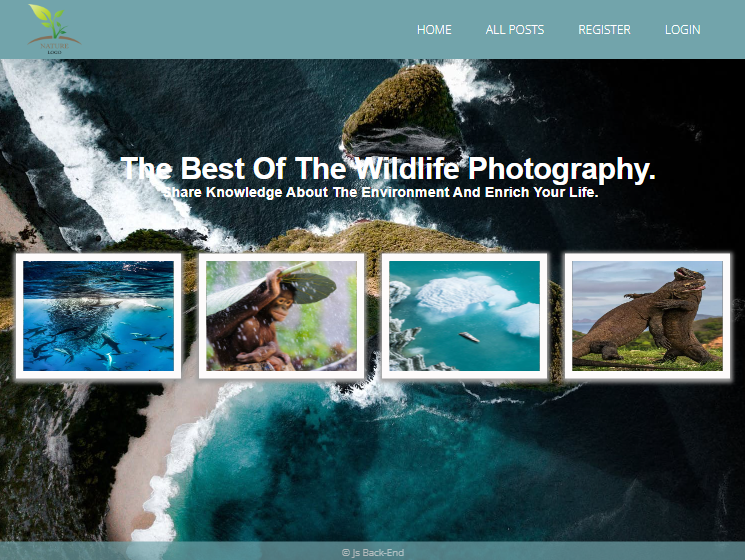 HOME ALL POSTS REGISTER LOGIN
NATURE
LOGO
The Best Of The Wildlife Photography.
Share Knowledge About The Environment And Enrich Your Life.
© Js Back-End